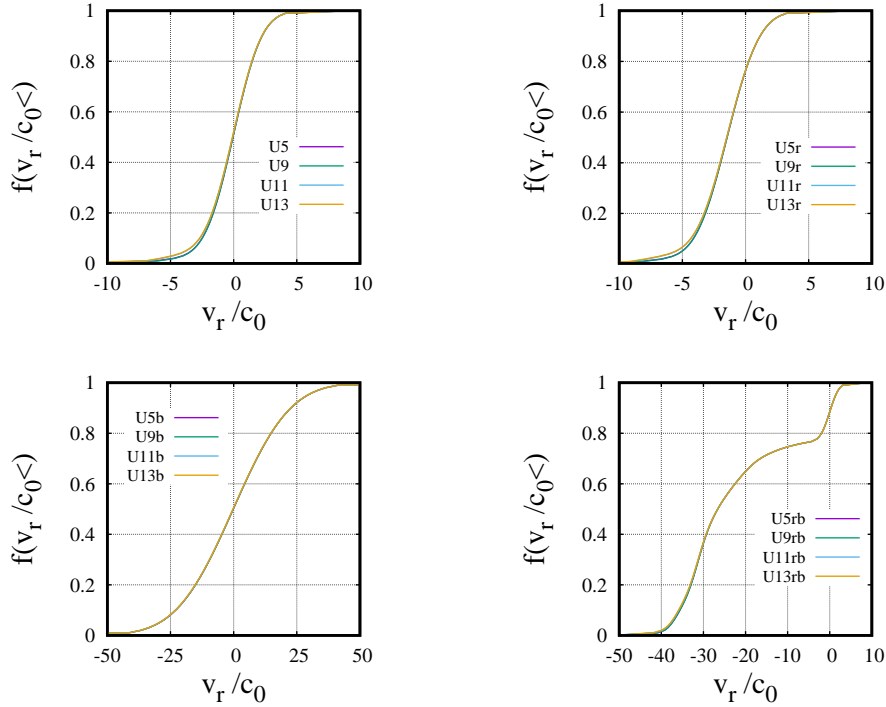 1
0.8
0.6
0.4
0.2
0
f(v_r/c_0<)
U5
U9
U11
U13
-10 -5 0 5 10
v_r/c_0
1
0.8
0.6
0.4
0.2
0
f(v_r/c_0<)
U5r
U9r
U11r
U13r
-10 -5 0 5 10
v_r/c_0
1
0.8
0.6
0.4
0.2
0
f(v_r/c_0<)
U5b
U9b
U11b
U13b
-50 -25 0 25 50
v_r/c_0
1
0.8
0.6
0.4
0.2
0
f(v_r/c_0<)
U5rb
U9rb
U11rb
U13rb
-50 -40 -30 -20 -10 0 10
v_r/c_0